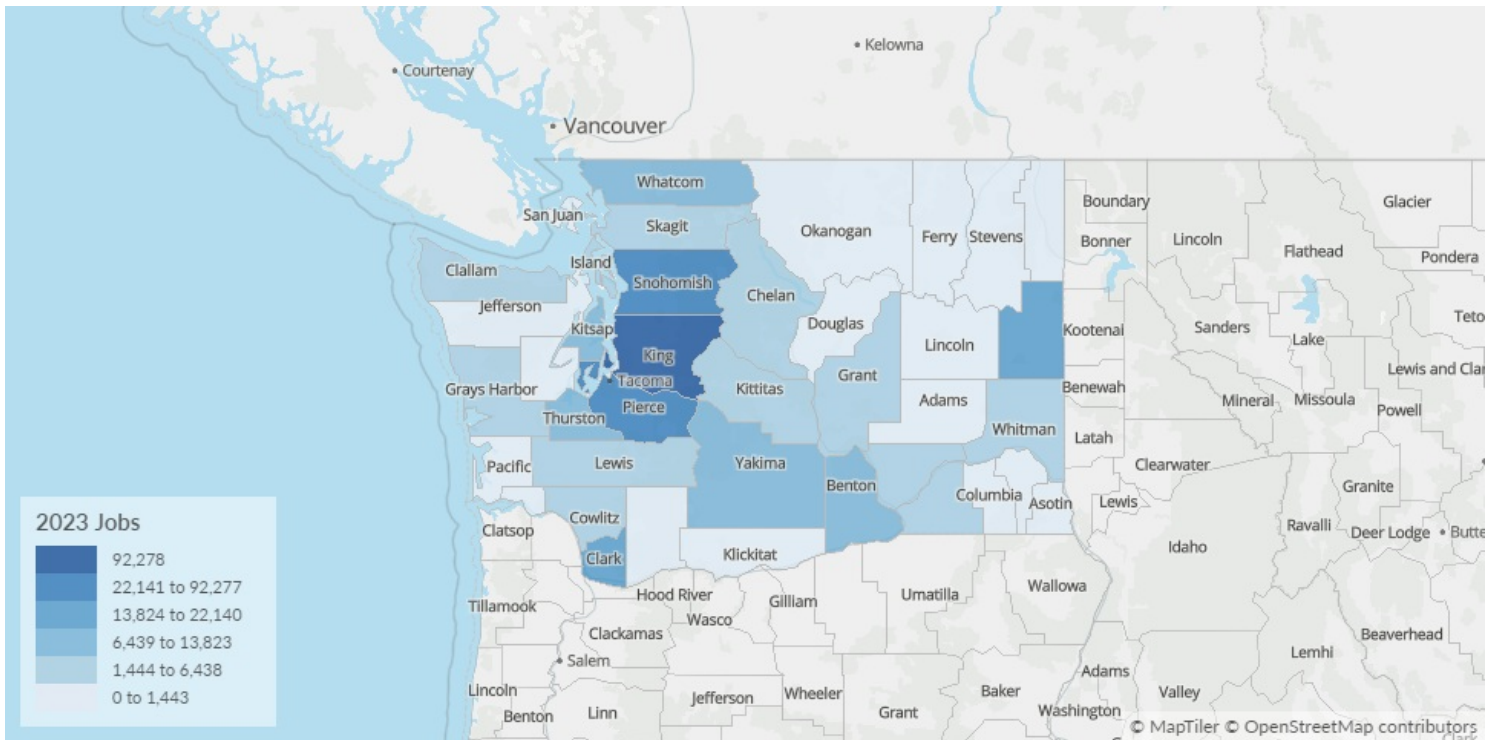 Kelowna
Courtenay
Vancouver
Whatcom
Boundary
Glacier
San Juan
Skagit
Okanogan
Ferry
Stevens
Bonner
Lincoln
Flathead
Pondera
Island
Clallam
Snohomish
Chelan
Jefferson
Kitsap
Douglas
Kootenai
Sanders
Lake
Teto
Lincoln
King
Tacoma
Kittitas
Grant
Benewah
Lewis and Clar
Grays Harbor
Pierce
Adams
Mineral
Missoula
Powell
Thurston
Whitman
Latah
Pacific
Lewis
Yakima
Clearwater
Benton
Columbia
Asotin
Lewis
Granite
Cowlitz
Ravalli
Deer Lodge
Butte
Clatsop
Clark
Klickitat
Idaho
Tillamook
Hood River
Wasco
Gilliam
Umatilla
Wallowa
Clackamas
Beaverhead
Salem
Lemhi
Lincoln
Jefferson
Wheeler
Baker
Adams
Valley
Benton
Linn
Grant
Washington
2023 Jobs
92,278
22,141 to 92,277
13,824 to 22,140
6,439 to 13,823
1,444 to 6,438
0 to 1,443
© MapTiler © OpenStreetMap contributors